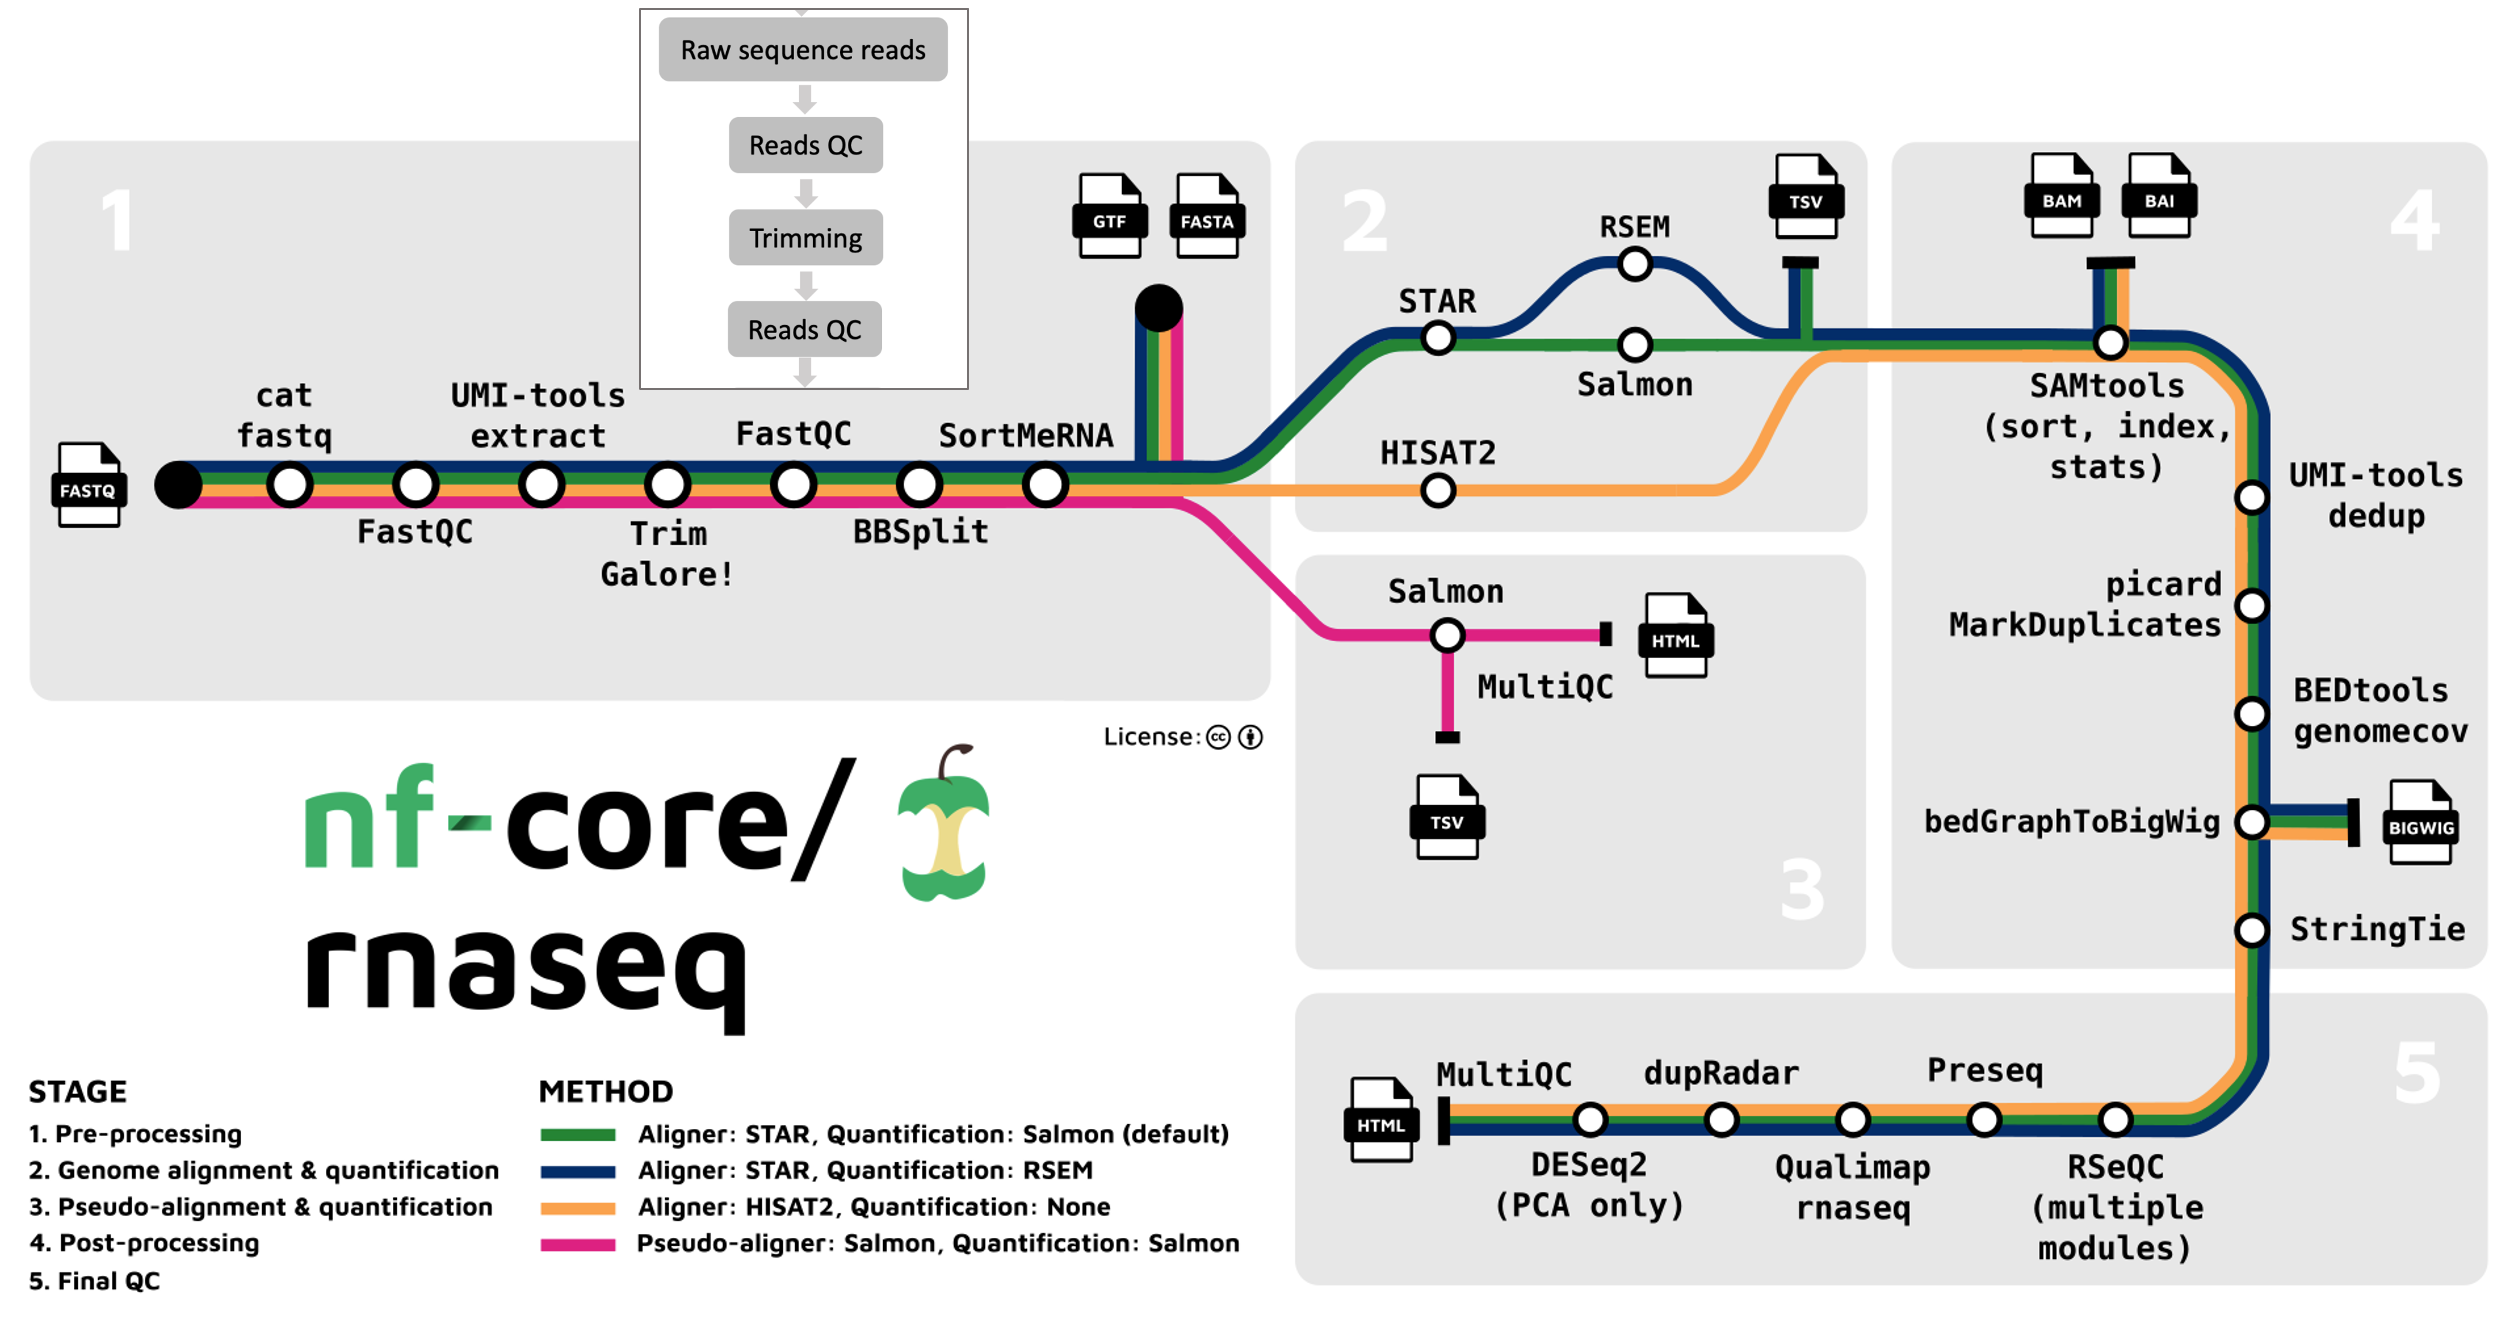 Raw sequence reads
Reads QC
Trimming
Reads QC
1
GTF
FASTA
cat
fastq
UMI-tools
extract
FastQC
SortMeRNA
FASTQ
FastQC
Trim
Galore!
BBSplit
2
RSEM
TSV
STAR
Salmon
HISAT2
Salmon
HTML
MultiQC
TSV
3
BAM
BAI
4
SAMtools
(sort, index,
stats)
UMI-tools
dedup
picard
MarkDuplicates
BEDtools
genomecov
bedGraphToBigWig
BIGWIG
StringTie
License:
cc
nf-core/
rnaseq
5
MultiQC
dupRadar
Preseq
HTML
DESeq2
(PCA only)
Qualimap
rnaseq
RSeQC
(multiple
modules)
STAGE
1. Pre-processing
2. Genome alignment & quantification
3. Pseudo-alignment & quantification
4. Post-processing
5. Final QC
METHOD
Aligner: STAR, Quantification: Salmon (default)
Aligner: STAR, Quantification: RSEM
Aligner: HISAT2, Quantification: None
Pseudo-aligner: Salmon, Quantification: Salmon